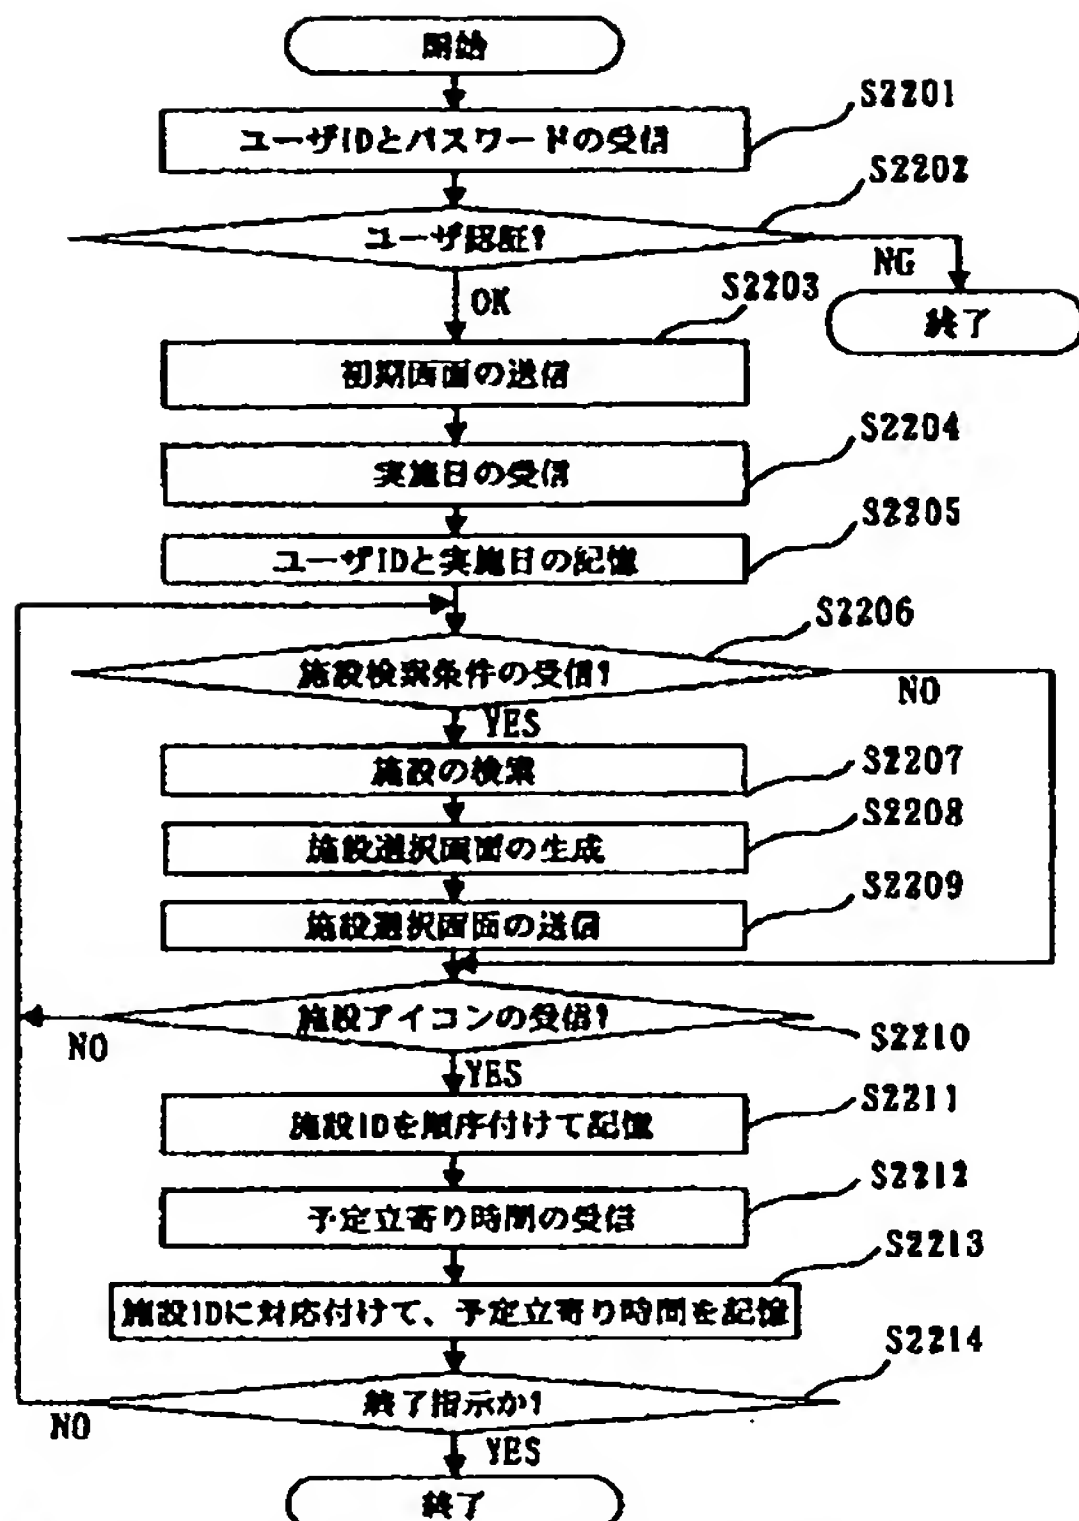 開始
S2201
ユーザIDとパスワードの受信
S2202
ユーザ認証?
NG
終了
OK
S2203
初期画面の送信
S2204
実施日の受信
S2205
ユーザIDと実施日の記憶
S2206
施設検索条件の受信?
NO
YES
施設の検索
S2207
施設選択画面の生成
S2208
施設選択画面の送信
S2209
施設アイコンの受信?
NO
S2210
YES
施設IDを順序付けて記憶
S2211
予定立寄り時間の受信
S2212
S2213
施設IDに対応付けて、予定立寄り時間を記憶
S2214
終了指示か?
NO
YES
終了